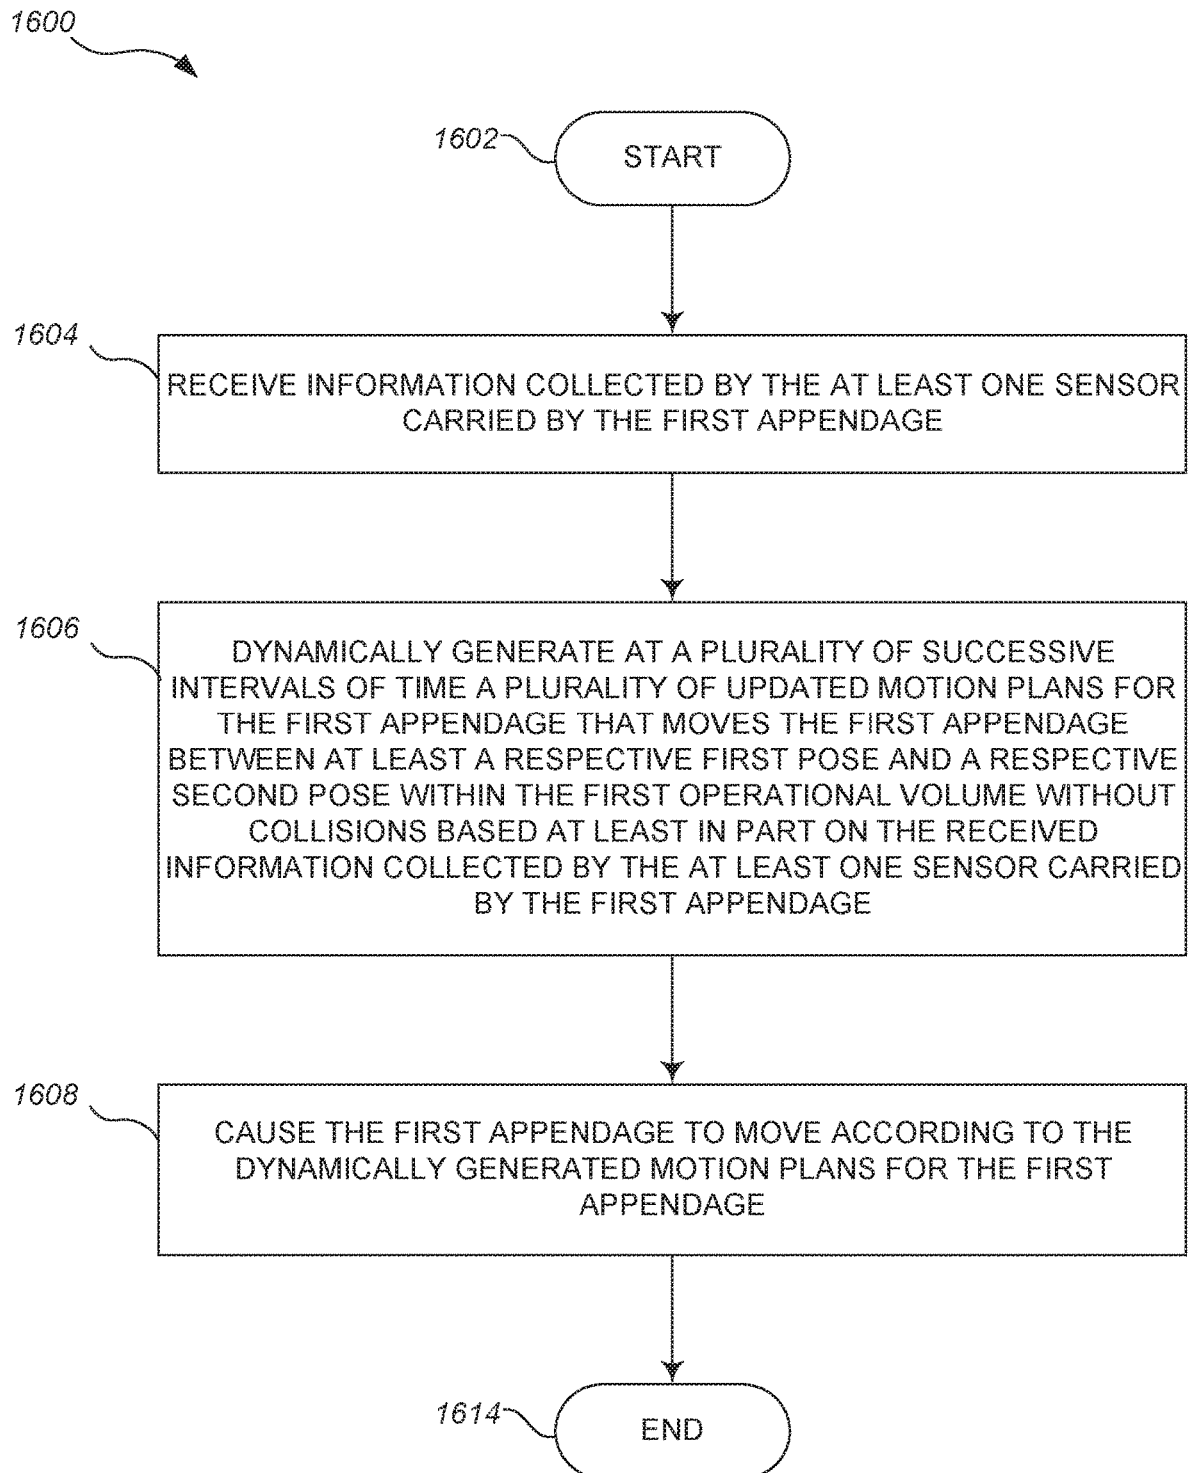 1600
1602
START
1604
RECEIVE INFORMATION COLLECTED BY THE AT LEAST ONE SENSOR
CARRIED BY THE FIRST APPENDAGE
1606
DYNAMICALLY GENERATE AT A PLURALITY OF SUCCESSIVE
INTERVALS OF TIME A PLURALITY OF UPDATED MOTION PLANS FOR
THE FIRST APPENDAGE THAT MOVES THE FIRST APPENDAGE
BETWEEN AT LEAST A RESPECTIVE FIRST POSE AND A RESPECTIVE
SECOND POSE WITHIN THE FIRST OPERATIONAL VOLUME WITHOUT
COLLISIONS BASED AT LEAST IN PART ON THE RECEIVED
INFORMATION COLLECTED BY THE AT LEAST ONE SENSOR CARRIED
BY THE FIRST APPENDAGE
1608
CAUSE THE FIRST APPENDAGE TO MOVE ACCORDING TO THE
DYNAMICALLY GENERATED MOTION PLANS FOR THE FIRST
APPENDAGE
1614
END